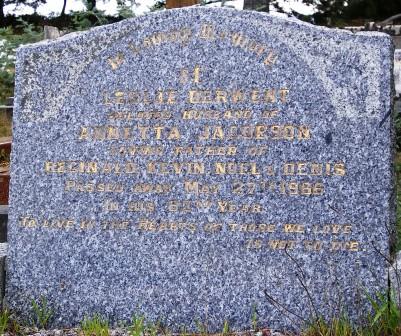 In Loving Memory
of
LESLIE DERWENT
BELOVED HUSBAND OF
ANNETTA JACOBSON
LOVING FATHER OF
REGINALD, KEVIN, NOEL & DENIS
PASSED AWAY MAY 27TH 1966
IN HIS YEAR
TO LIVE IN THE HEARTS OF THOSE WE LOVE
IS NOT TO DIE.